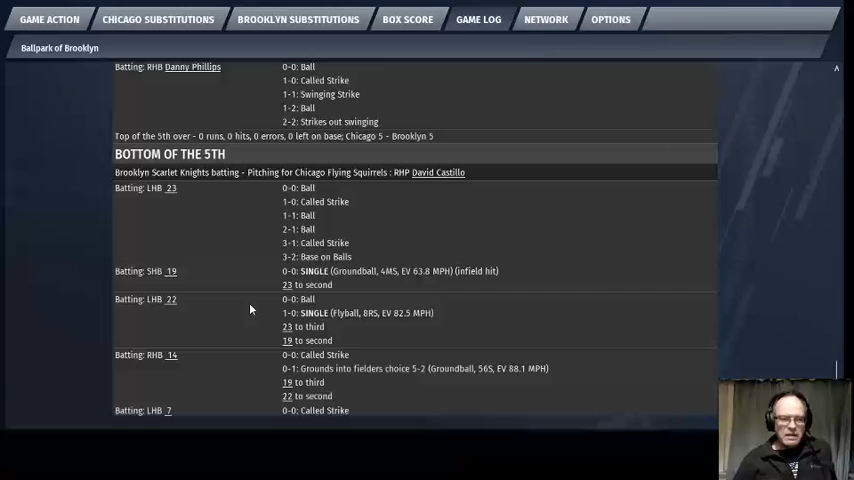 GAME ACTION
CHICAGO SUBSTITUTIONS
BROOKLYN SUBSTITUTIONS
BOX SCORE
GAME LOG
NETWORK
OPTIONS
Ballpark of Brooklyn
Batting: RHB Danny Phillips 0-0: Ball
1-0: Called Strike
1-1: Swinging Strike
1-2: Ball
2-2: Strikes out swinging
Top of the 5th over - 0 runs, 0 hits, 0 errors, 0 left on base; Chicago 5 - Brooklyn 5
BOTTOM OF THE 5TH
Brooklyn Scarlet Knights batting - Pitching for Chicago Flying Squirrels : RHP David Castillo
Batting: LHB 23 0-0: Ball
1-0: Called Strike
1-1: Ball
2-1: Ball
3-1: Called Strike
3-2: Base on Balls
Batting: SHB 19 0-0: SINGLE (Groundball, 4MS, EV 63.8 MPH) (infield hit)
23 to second
Batting: LHB 22 0-0: Ball
1-0: SINGLE (Flyball, 8RS, EV 82.5 MPH)
23 to third
19 to second
Batting: RHB 14 0-0: Called Strike
0-1: Grounds into fielders choice 5-2 (Groundball, 56S, EV 88.1 MPH)
19 to third
22 to second
Batting: LHB 7 0-0: Called Strike